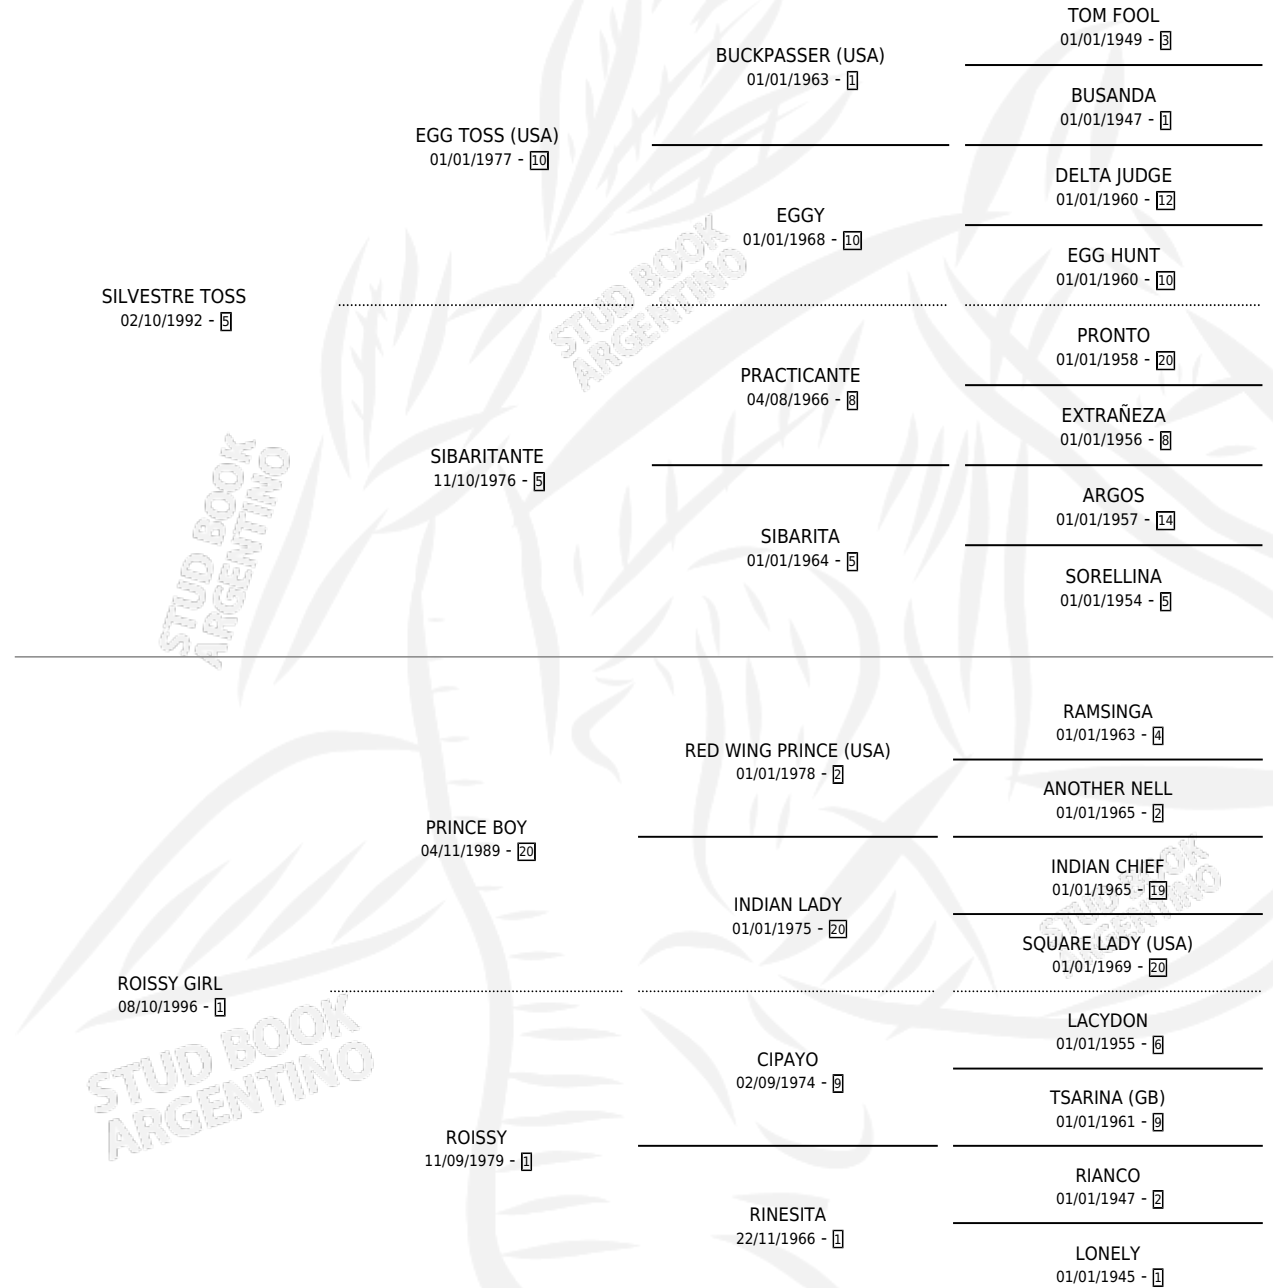 TOM FOOL
01/01/1949 - 3
BUCKPASSER (USA)
01/01/1963 - 1
BUSANDA
01/01/1947 - 1
EGG TOSS (USA)
01/01/1977 - 10
DELTA JUDGE
01/01/1960 - 12
EGGY
01/01/1968 - 10
EGG HUNT
01/01/1960 - 10
SILVESTRE TOSS
02/10/1992 - 5
PRONTO
01/01/1958 - 20
PRACTICANTE
04/08/1966 - 8
EXTRAÑEZA
01/01/1956 - 8
SIBARITANTE
11/10/1976 - 5
ARGOS
01/01/1957 - 14
SIBARITA
01/01/1964 - 5
SORELLINA
01/01/1954 - 5
RAMSINGA
01/01/1963 - 4
RED WING PRINCE (USA)
01/01/1978 - 2
ANOTHER NELL
01/01/1965 - 2
PRINCE BOY
04/11/1989 - 20
INDIAN CHIEF
01/01/1965 - 19
INDIAN LADY
01/01/1975 - 20
SQUARE LADY (USA)
01/01/1969 - 20
ROISSY GIRL
08/10/1996 - 1
LACYDON
01/01/1955 - 6
CIPAYO
02/09/1974 - 9
TSARINA (GB)
01/01/1961 - 9
ROISSY
11/09/1979 - 1
RIANCO
01/01/1947 - 2
RINESITA
22/11/1966 - 1
LONELY
01/01/1945 - 1
STUD BOOK
ARGENTINO
STUD BOOK
ARGENTINO
STUD BOOK
ARGENTINO
STUD BOOK
ARGENTINO